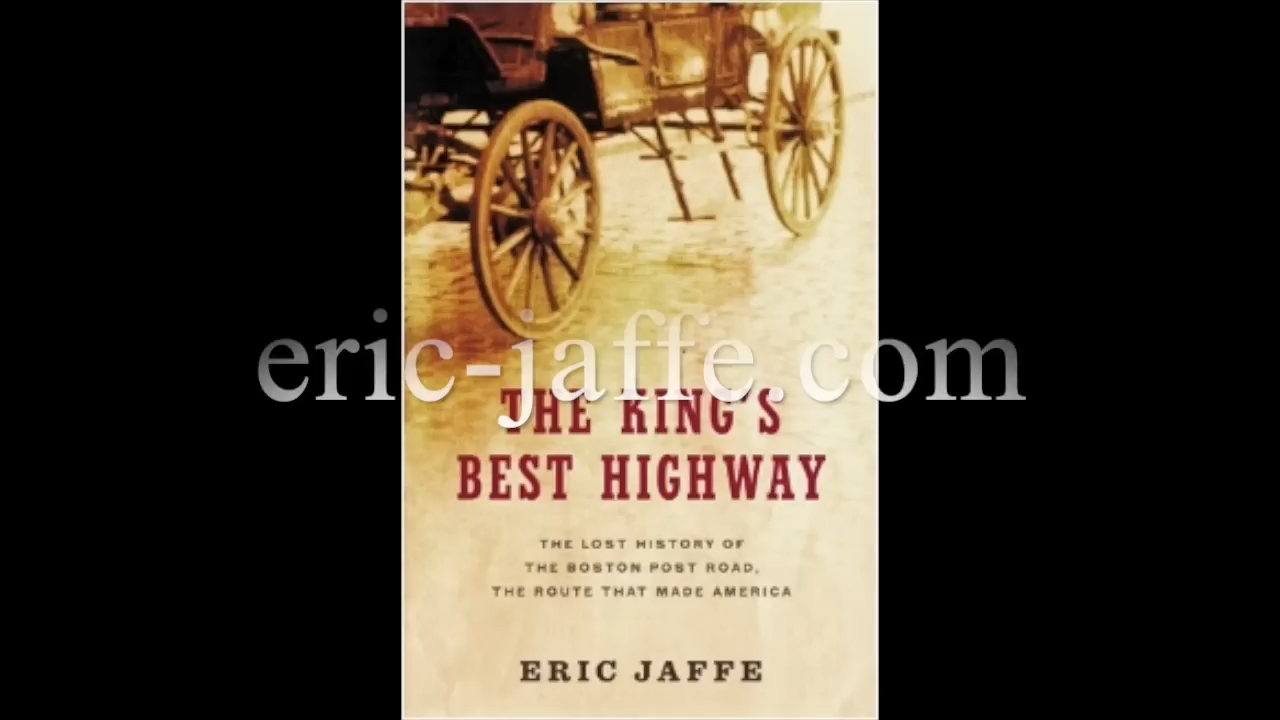 eric-jaffe.com
THE KING'S
BEST HIGHWAY
THE LOST HISTORY OF
THE BOSTON POST ROAD,
THE ROUTE THAT MADE AMERICA
ERIC JAFFE